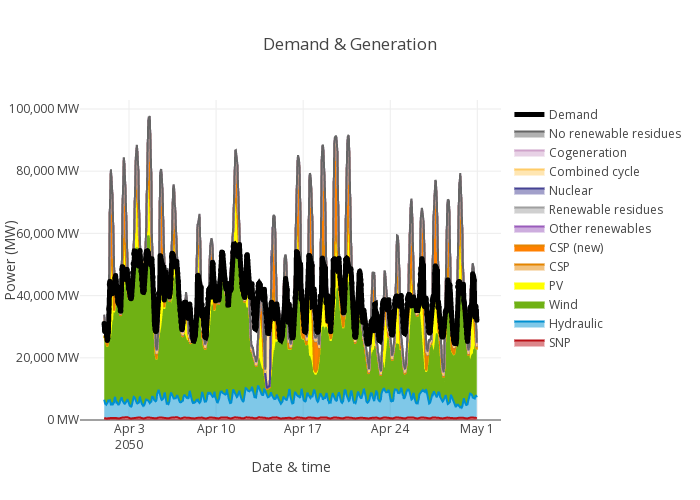 Demand & Generation
100,000 MW
80,000 MW
60,000 MW
40,000 MW
20,000 MW
0 MW
Power (MW)
Apr 3
2050
Apr 10
Apr 17
Apr 24
May 1
Date & time
Demand
No renewable residues
Cogeneration
Combined cycle
Nuclear
Renewable residues
Other renewables
CSP (new)
CSP
PV
Wind
Hydraulic
SNP